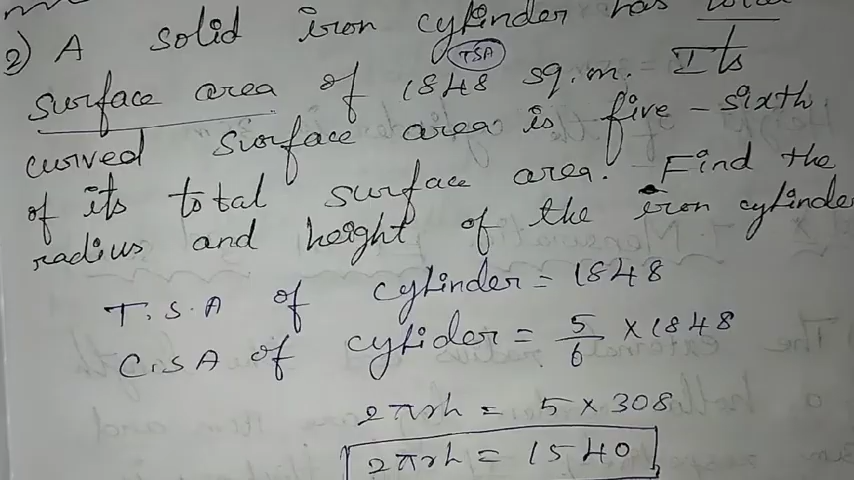 2) A solid iron cylinder has total
surface area of 1848 sq.m. Its
(TSA)
curved surface area is five - sixth
of its total surface area. Find the
radius and height of the iron cylinder
T.S.A of cylinder = 1848
C.S.A of cylider = 5/6 × 1848
2πrh = 5 × 308
2πrh = 1540